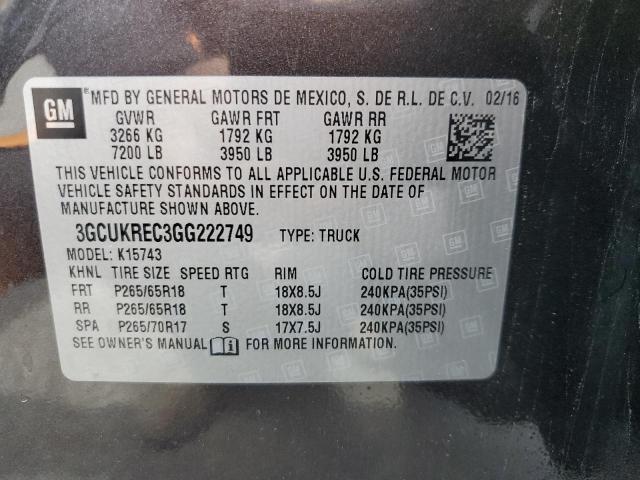 GM ® MFD BY GENERAL MOTORS DE MEXICO, S. DE R.L. DE C.V. 02/16
GVWR GAWR FRT GAWR RR
3266 KG 1792 KG 1792 KG
7200 LB 3950 LB 3950 LB
THIS VEHICLE CONFORMS TO ALL APPLICABLE U.S. FEDERAL MOTOR
VEHICLE SAFETY STANDARDS IN EFFECT ON THE DATE OF
MANUFACTURE SHOWN ABOVE.
3GCUKREC3GG222749 TYPE: TRUCK
MODEL: K15743
KHNL TIRE SIZE SPEED RTG RIM COLD TIRE PRESSURE
FRT P265/65R18 T 18X8.5J 240KPA(35PSI)
RR P265/65R18 T 18X8.5J 240KPA(35PSI)
SPA P265/70R17 S 17X7.5J 240KPA(35PSI)
SEE OWNER'S MANUAL i FOR MORE INFORMATION.